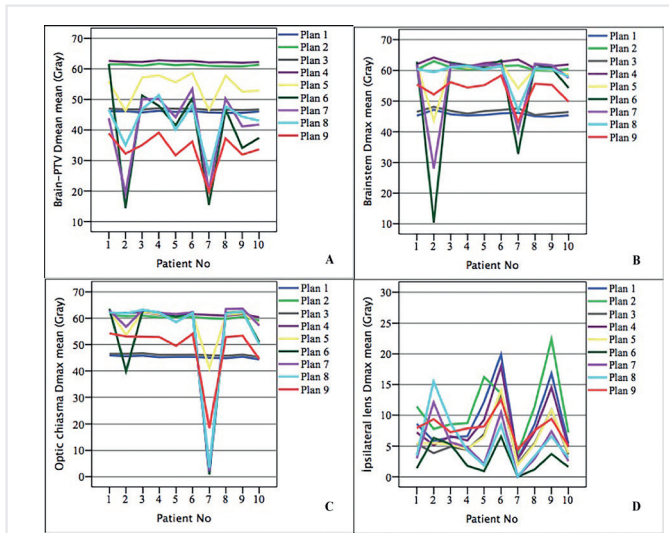 Brain-PTV Dmean mean (Gray)
70
60
50
40
30
20
10
1 2 3 4 5 6 7 8 9 10
Patient No
A
Plan 1
Plan 2
Plan 3
Plan 4
Plan 5
Plan 6
Plan 7
Plan 8
Plan 9
Brainstem Dmax mean (Gray)
70
60
50
40
30
20
10
1 2 3 4 5 6 7 8 9 10
Patient No
B
Plan 1
Plan 2
Plan 3
Plan 4
Plan 5
Plan 6
Plan 7
Plan 8
Plan 9
Optic chiasma Dmax mean (Gray)
70
60
50
40
30
20
10
0
1 2 3 4 5 6 7 8 9 10
Patient No
C
Plan 1
Plan 2
Plan 3
Plan 4
Plan 5
Plan 6
Plan 7
Plan 8
Plan 9
Ipsilateral lens Dmax mean (Gray)
35
30
25
20
15
10
5
0
1 2 3 4 5 6 7 8 9 10
Patient No
D
Plan 1
Plan 2
Plan 3
Plan 4
Plan 5
Plan 6
Plan 7
Plan 8
Plan 9